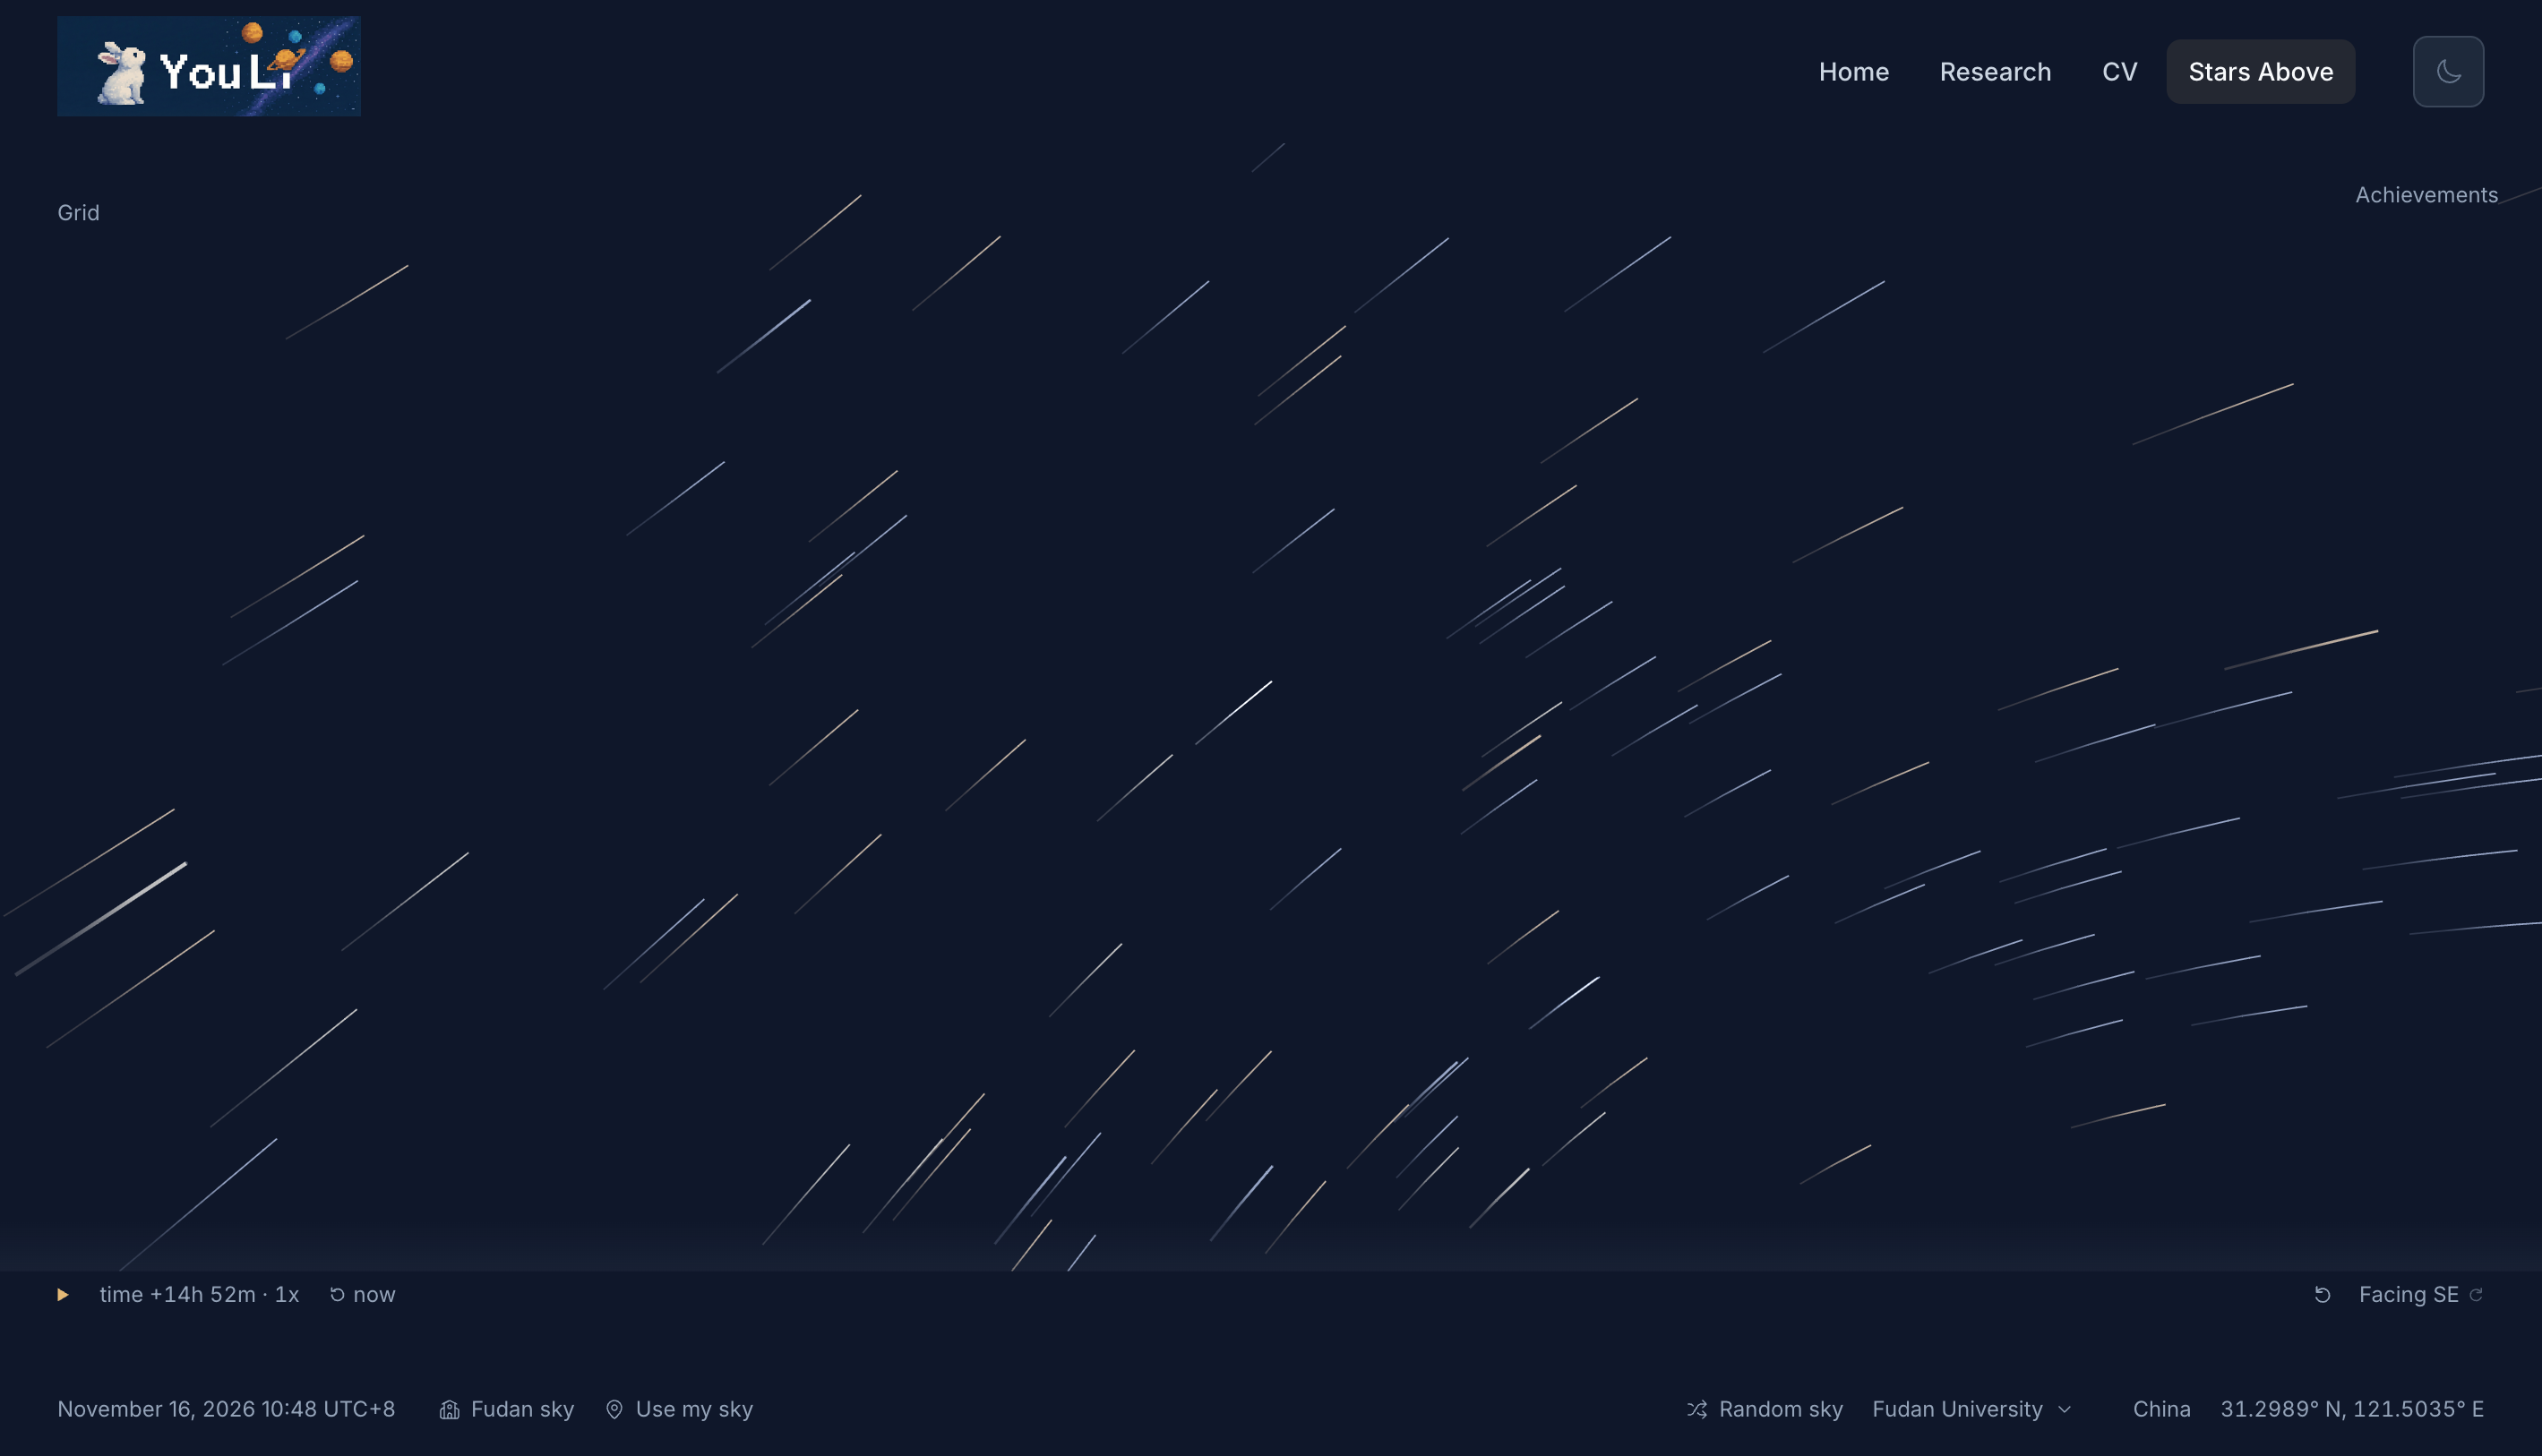 You Li
Home Research CV Stars Above
Grid
Achievements
time +14h 52m · 1x now
Facing SE
November 16, 2026 10:48 UTC+8 Fudan sky Use my sky
Random sky Fudan University China 31.2989° N, 121.5035° E